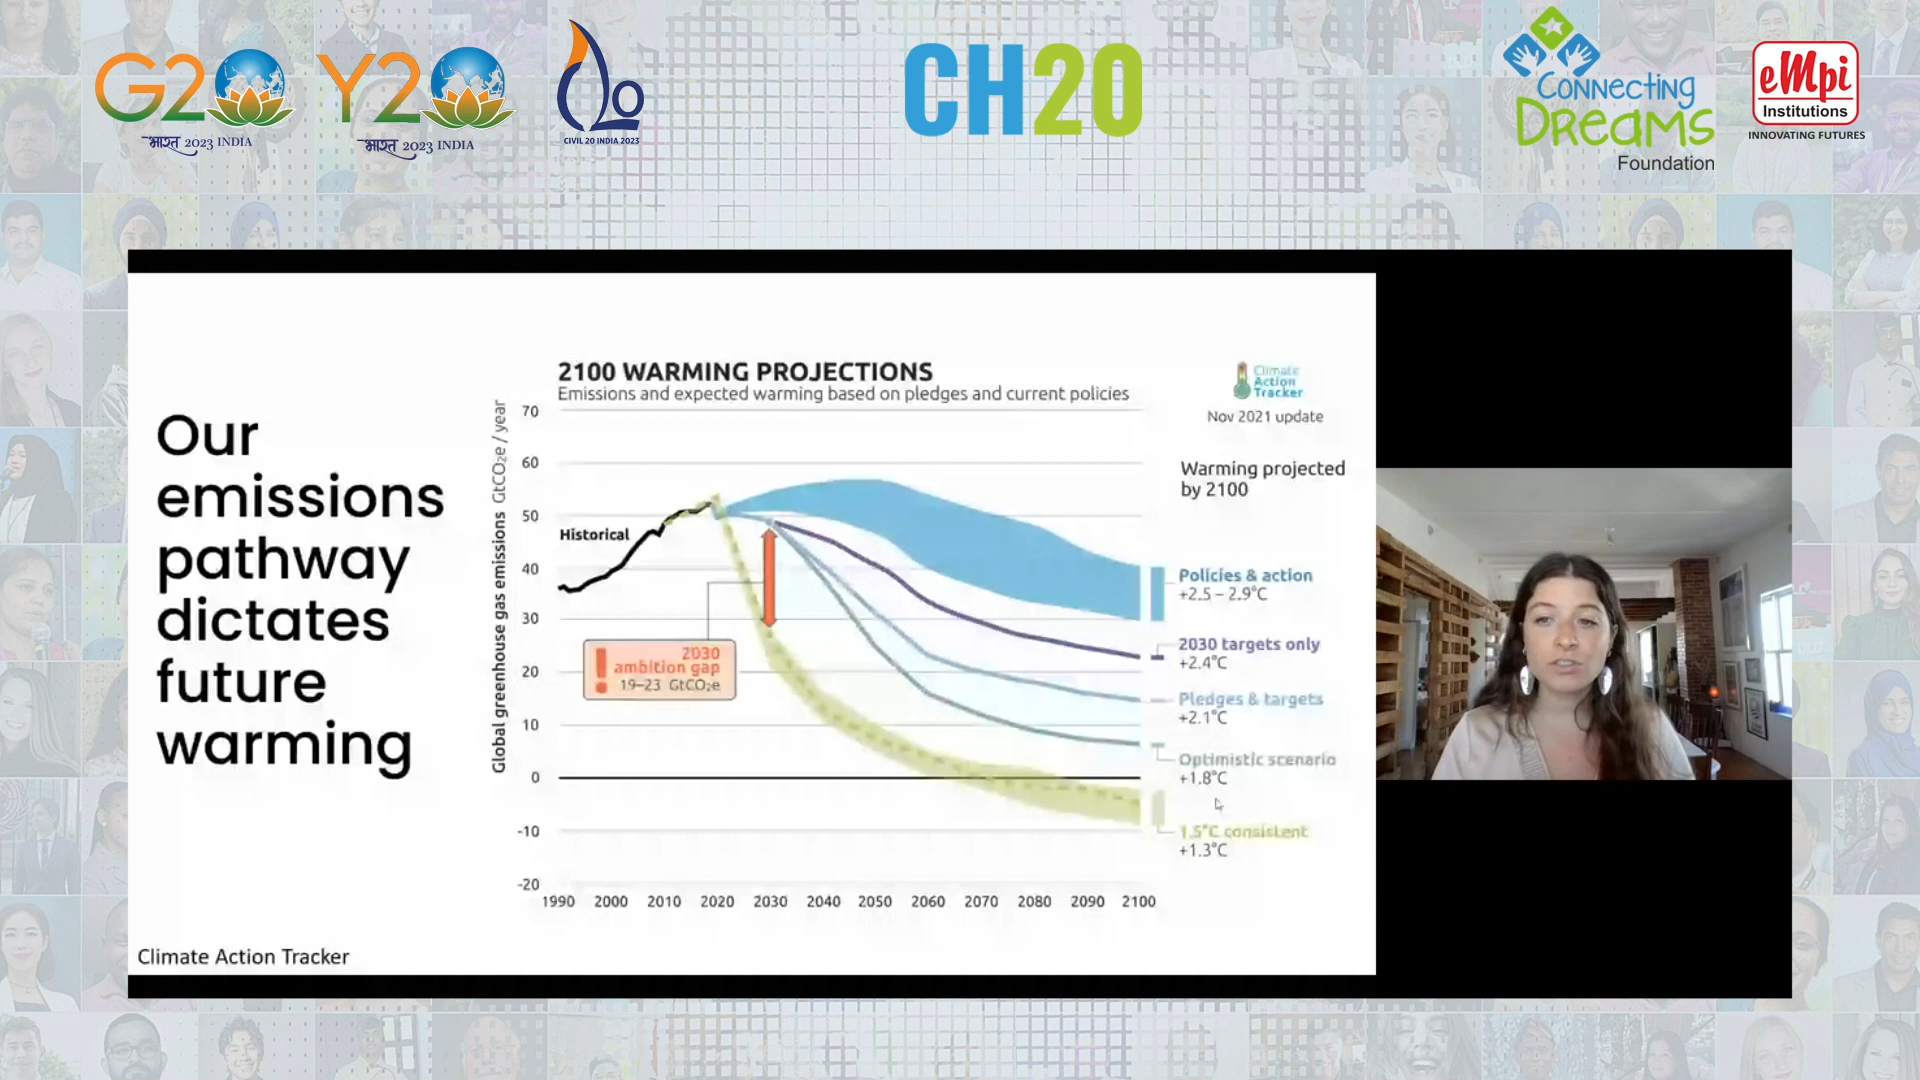 G20
भारत 2023 INDIA
Y20
भारत 2023 INDIA
CIVIL 20 INDIA 2023
CH20
Connecting
Dreams
Foundation
eMpi
Institutions
INNOVATING FUTURES
Our
emissions
pathway
dictates
future
warming
2100 WARMING PROJECTIONS
Emissions and expected warming based on pledges and current policies
Climate
Action
Tracker
Nov 2021 update
Global greenhouse gas emissions GtCO₂e / year
70
60
50
40
30
20
10
0
-10
-20
Historical
2030
ambition gap
19–23 GtCO₂e
Warming projected
by 2100
Policies & action
+2.5 – 2.9°C
2030 targets only
+2.4°C
Pledges & targets
+2.1°C
Optimistic scenario
+1.8°C
1.5°C consistent
+1.3°C
1990 2000 2010 2020 2030 2040 2050 2060 2070 2080 2090 2100
Climate Action Tracker